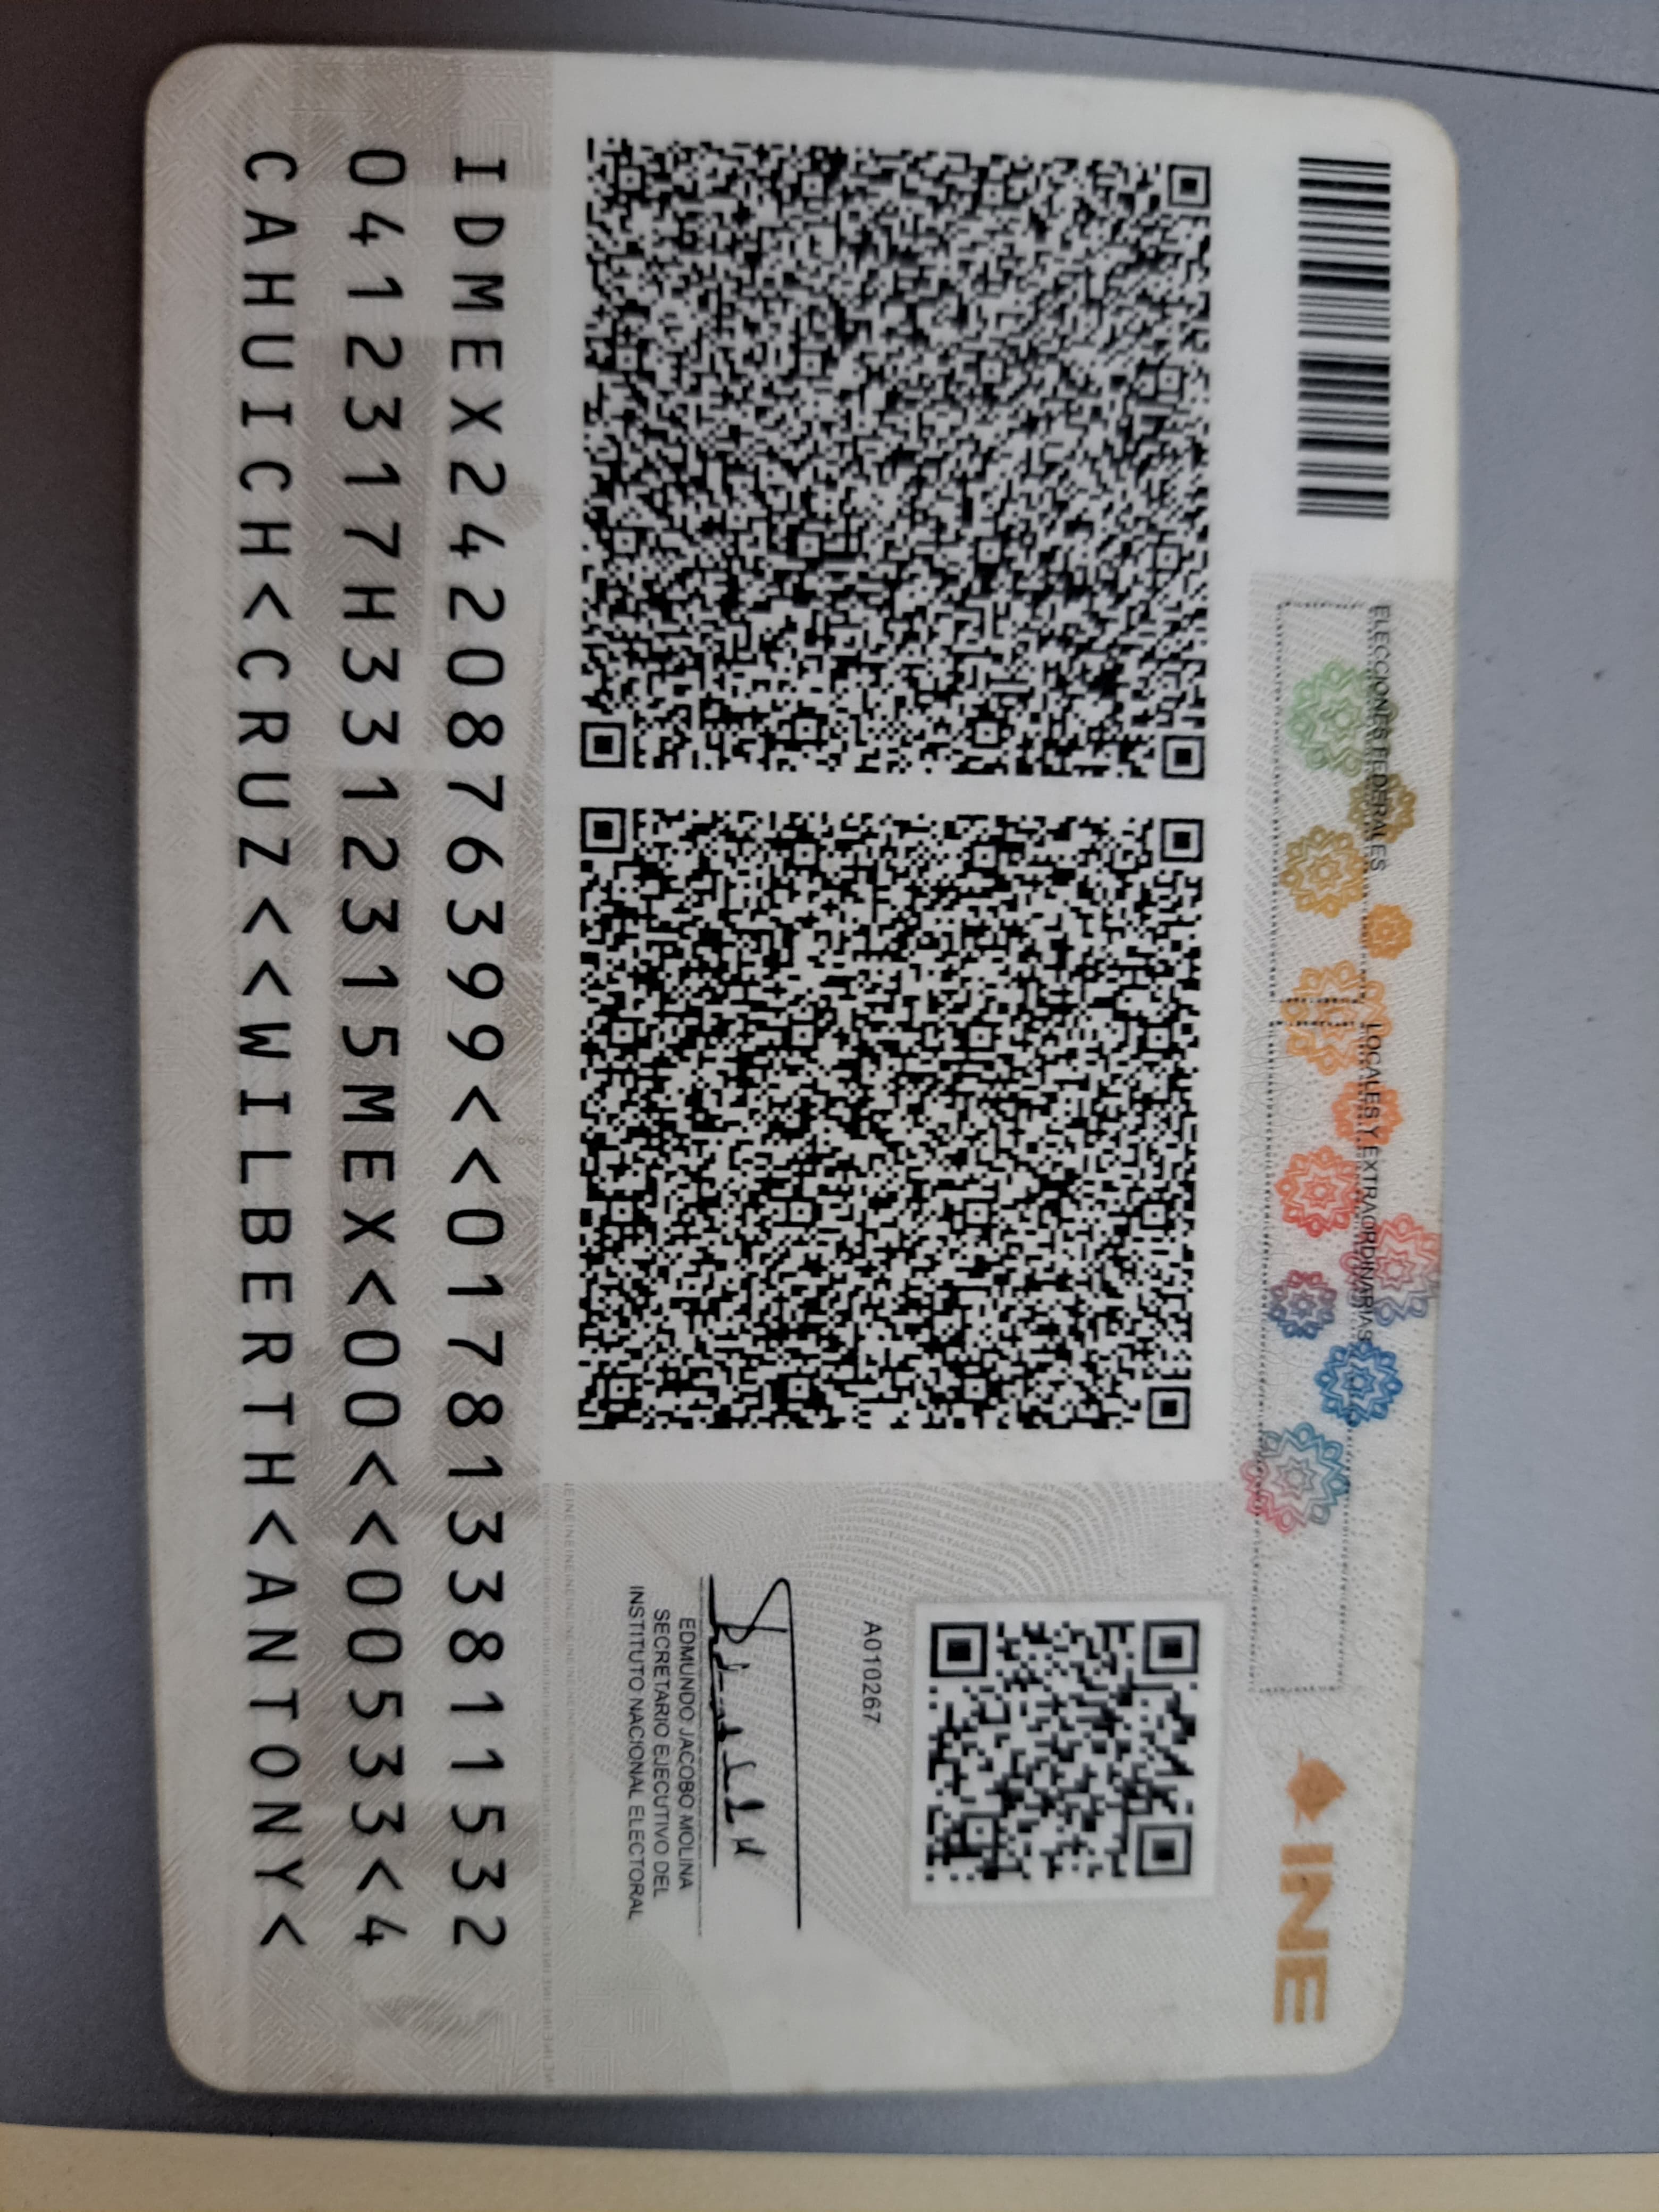 ELECCIONES FEDERALES
LOCALES Y EXTRAORDINARIAS
INE
A010267
EDMUNDO JACOBO MOLINA
SECRETARIO EJECUTIVO DEL
INSTITUTO NACIONAL ELECTORAL
IDMEX2420876399<<0178133811532
0412317H3312315MEX<00<<00533<4
CAHUICH<CRUZ<<WILBERTH<ANTONY<